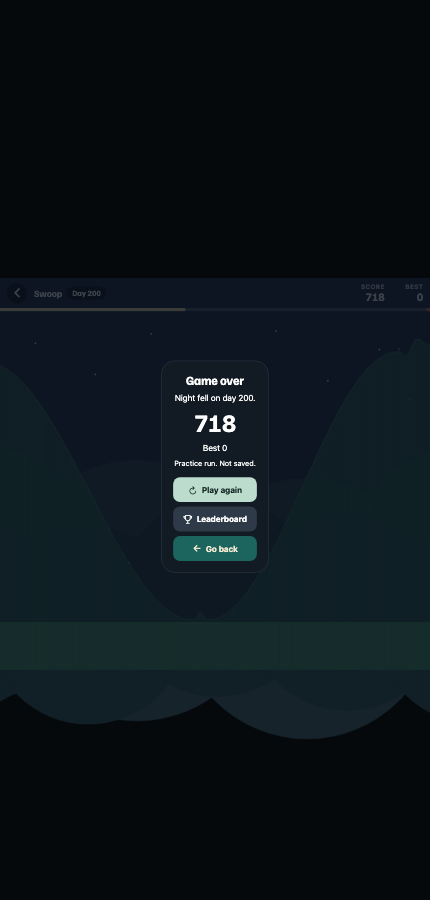 Swoop Day 200
SCORE BEST
718 0
Game over
Night fell on day 200.
718
Best 0
Practice run. Not saved.
Play again
Leaderboard
Go back